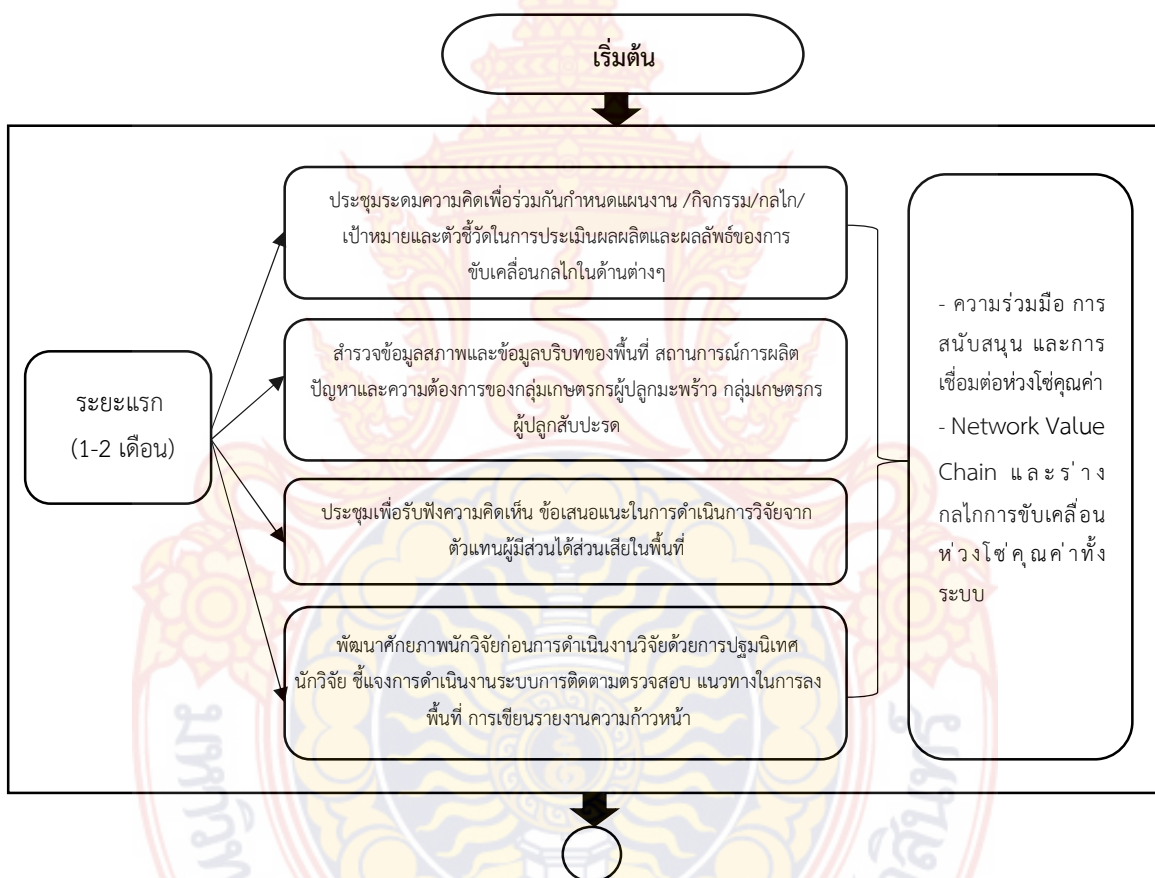 เริ่มต้น
ระยะแรก
(1-2 เดือน)
ประชุมระดมความคิดเพื่อร่วมกันกำหนดแผนงาน /กิจกรรม/กลไก/
เป้าหมายและตัวชี้วัดในการประเมินผลผลิตและผลลัพธ์ของการ
ขับเคลื่อนกลไกในด้านต่างๆ
สำรวจข้อมูลสภาพและข้อมูลบริบทของพื้นที่ สถานการณ์การผลิต
ปัญหาและความต้องการของกลุ่มเกษตรกรผู้ปลูกมะพร้าว กลุ่มเกษตรกร
ผู้ปลูกสับปะรด
ประชุมเพื่อรับฟังความคิดเห็น ข้อเสนอแนะในการดำเนินการวิจัยจาก
ตัวแทนผู้มีส่วนได้ส่วนเสียในพื้นที่
พัฒนาศักยภาพนักวิจัยก่อนการดำเนินงานวิจัยด้วยการปฐมนิเทศ
นักวิจัย ชี้แจงการดำเนินงานระบบการติดตามตรวจสอบ แนวทางในการลง
พื้นที่ การเขียนรายงานความก้าวหน้า
- ความร่วมมือ การ
สนับสนุน และการ
เชื่อมต่อห่วงโซ่คุณค่า
- Network Value
Chain และร่าง
กลไกการขับเคลื่อน
ห่วงโซ่คุณค่าทั้ง
ระบบ